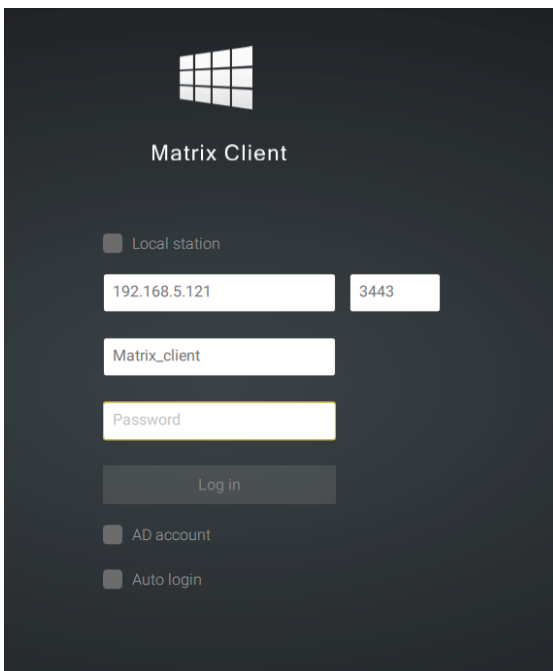 Matrix Client
Local station
192.168.5.121 3443
Matrix_client
Password
Log in
AD account
Auto login